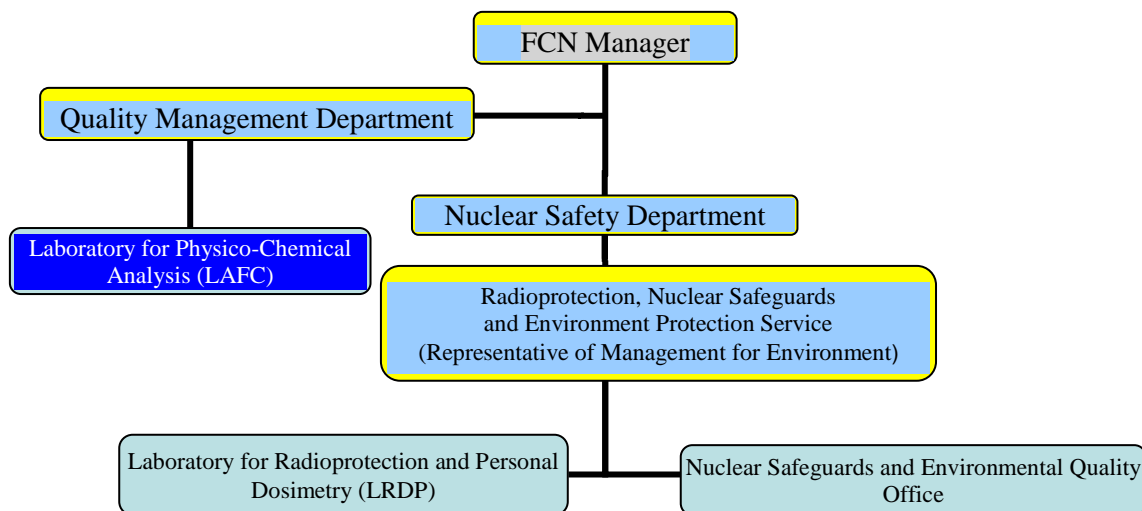 FCN Manager
Quality Management Department
Nuclear Safety Department
Laboratory for Physico-Chemical
Analysis (LAFC)
Radioprotection, Nuclear Safeguards
and Environment Protection Service
(Representative of Management for Environment)
Laboratory for Radioprotection and Personal
Dosimetry (LRDP)
Nuclear Safeguards and Environmental Quality
Office